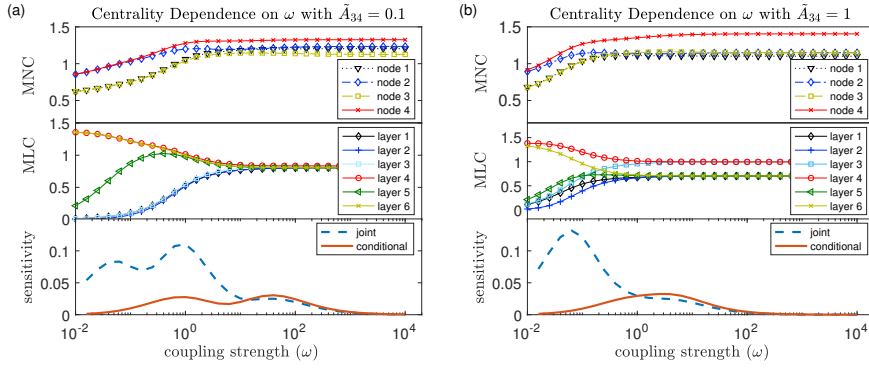 (a) Centrality Dependence on ω with Ã₃₄ = 0.1
MNC
1.5
1
0.5
node 1
node 2
node 3
node 4
MLC
1.5
1
0.5
0
layer 1
layer 2
layer 3
layer 4
layer 5
layer 6
sensitivity
0.1
0.05
0
joint
conditional
10⁻² 10⁰ 10² 10⁴
coupling strength (ω)
(b) Centrality Dependence on ω with Ã₃₄ = 1
MNC
1.5
1
0.5
node 1
node 2
node 3
node 4
MLC
1.5
1
0.5
0
layer 1
layer 2
layer 3
layer 4
layer 5
layer 6
sensitivity
0.1
0.05
0
joint
conditional
10⁻² 10⁰ 10² 10⁴
coupling strength (ω)